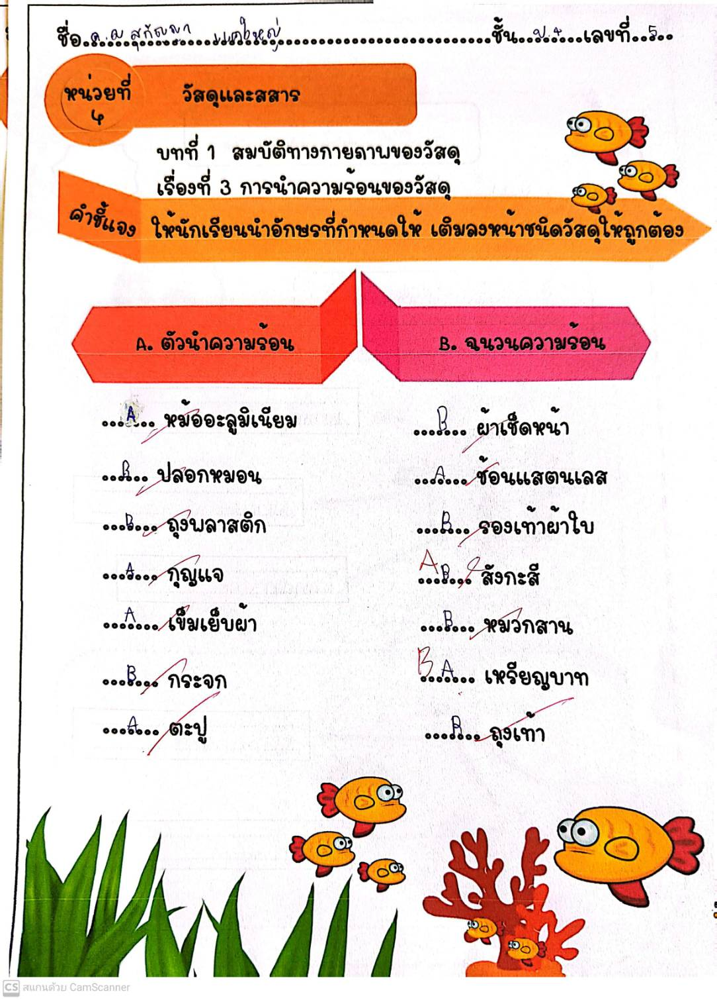 ชื่อ ด.ญ สุกัญญา ชั้น ป.4 เลขที่ 5
หน่วยที่ 4 วัสดุและสสาร
บทที่ 1 สมบัติทางกายภาพของวัสดุ
เรื่องที่ 3 การนำความร้อนของวัสดุ
คำชี้แจง ให้นักเรียนนำอักษรที่กำหนดให้ เติมลงหน้าชนิดวัสดุให้ถูกต้อง
A. ตัวนำความร้อน B. ฉนวนความร้อน
A หม้ออะลูมิเนียม B ผ้าเช็ดหน้า
B ปลอกหมอน A ช้อนแสตนเลส
B ถุงพลาสติก B รองเท้าผ้าใบ
A กุญแจ A B สังกะสี
A เข็มเย็บผ้า B หมวกสาน
B กระจก B A เหรียญบาท
A ตะปู B ถุงเท้า
CS สแกนด้วย CamScanner